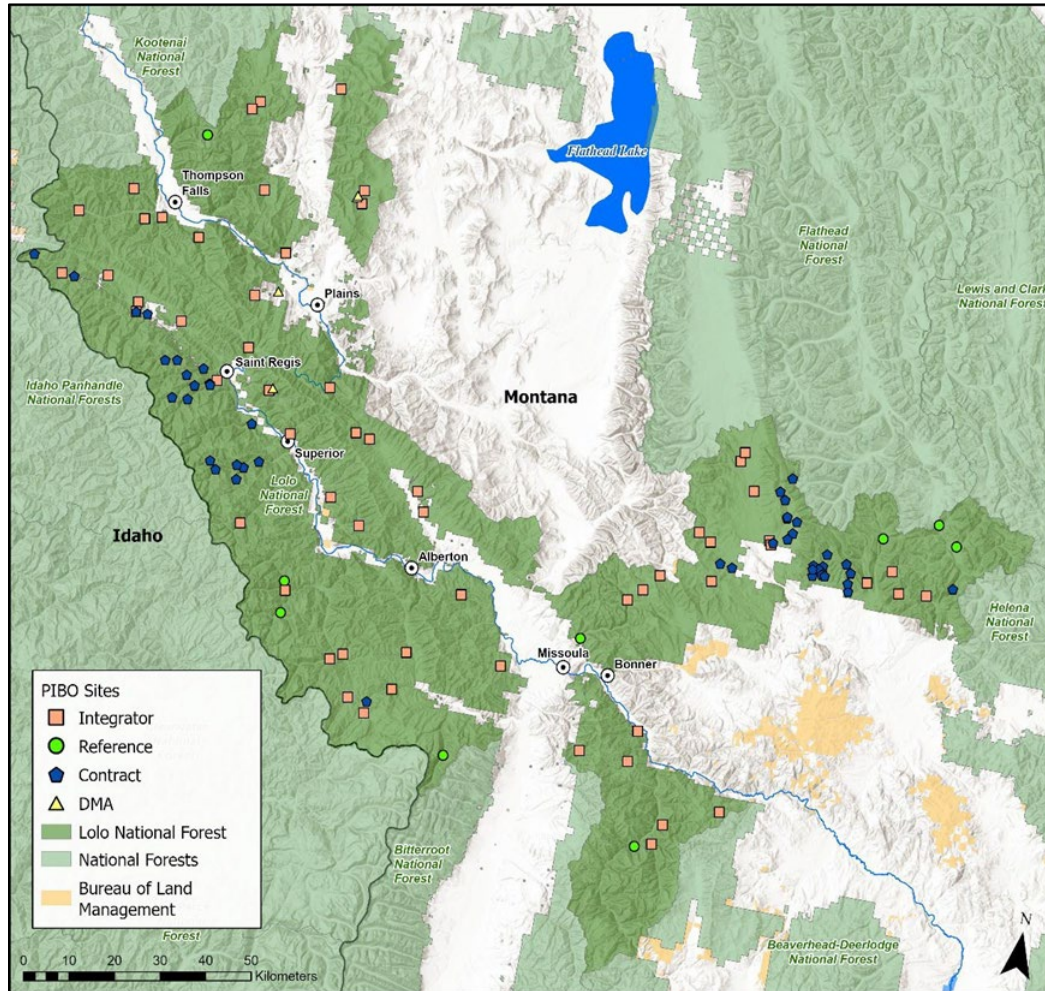 Kootenai
National
Forest
Thompson
Falls
Flathead Lake
Flathead
National
Forest
Lewis and Clark
National Forest
Plains
Saint Regis
Idaho Panhandle
National Forests
Montana
Superior
Lolo
National
Forest
Idaho
Alberton
Helena
National
Forest
Missoula
Bonner
PIBO Sites
Integrator
Reference
Contract
DMA
Lolo National Forest
National Forests
Bureau of Land
Management
Bitterroot
National
Forest
Forest
Beaverhead-Deerlodge
National Forest
N
0 5 10 20 30 40 50
Kilometers